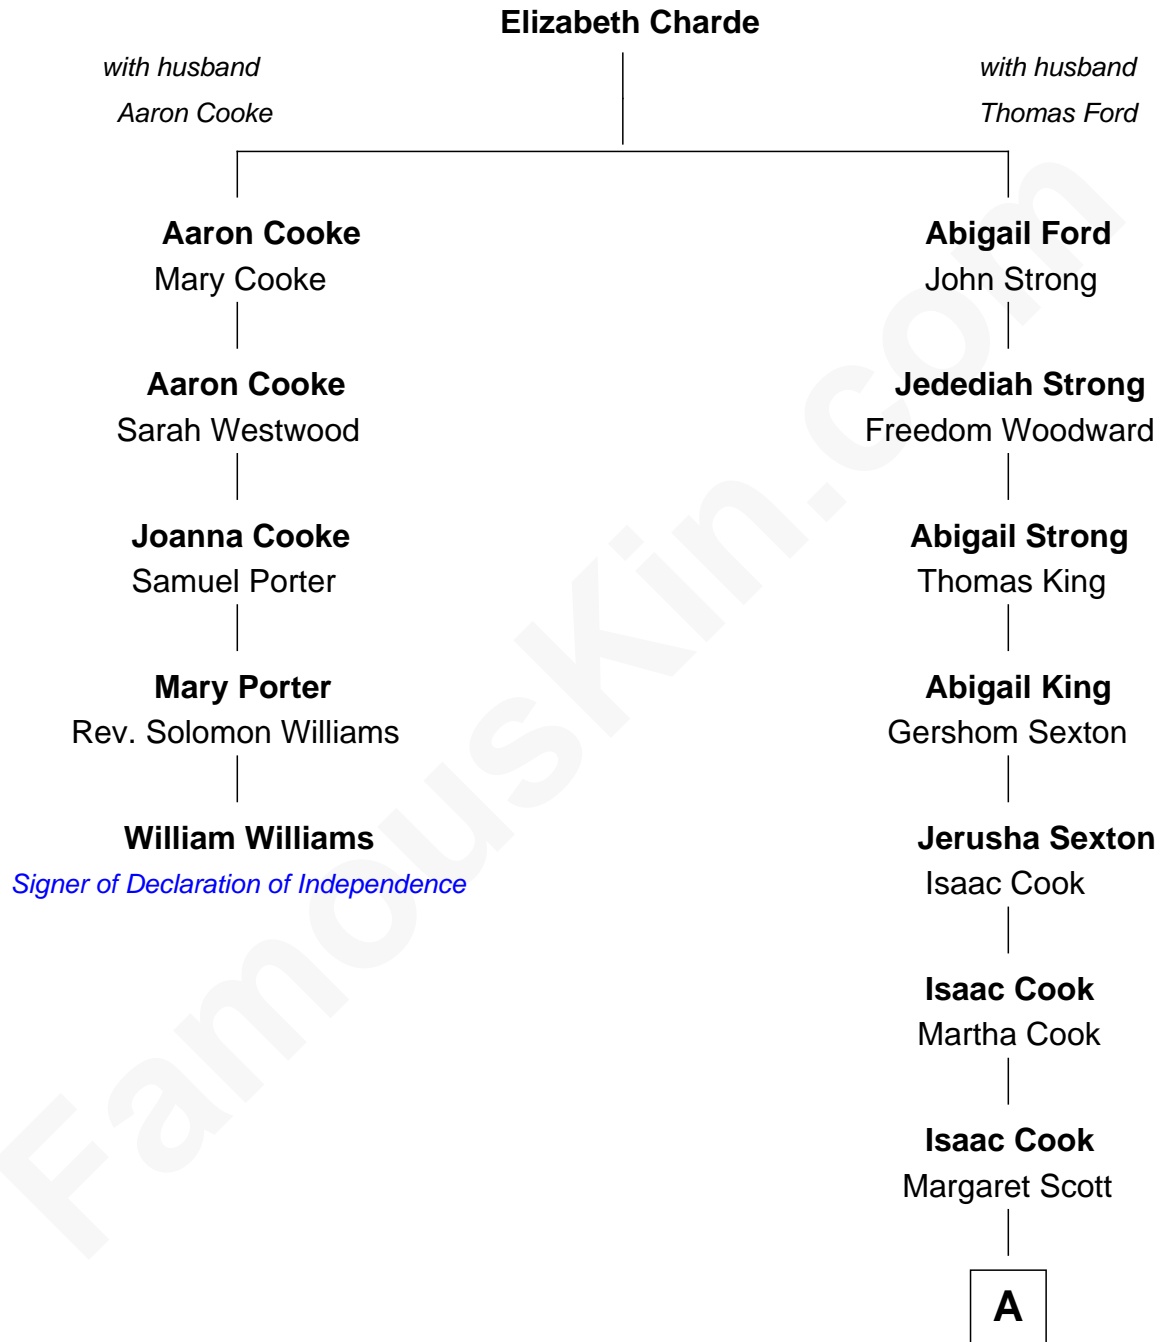 Elizabeth Charde
with husband
Aaron Cooke
with husband
Thomas Ford
Aaron Cooke
Mary Cooke
Abigail Ford
John Strong
Aaron Cooke
Sarah Westwood
Jedediah Strong
Freedom Woodward
Joanna Cooke
Samuel Porter
Abigail Strong
Thomas King
Mary Porter
Rev. Solomon Williams
Abigail King
Gershom Sexton
William Williams
Signer of Declaration of Independence
Jerusha Sexton
Isaac Cook
Isaac Cook
Martha Cook
Isaac Cook
Margaret Scott
A
FamousKin.com